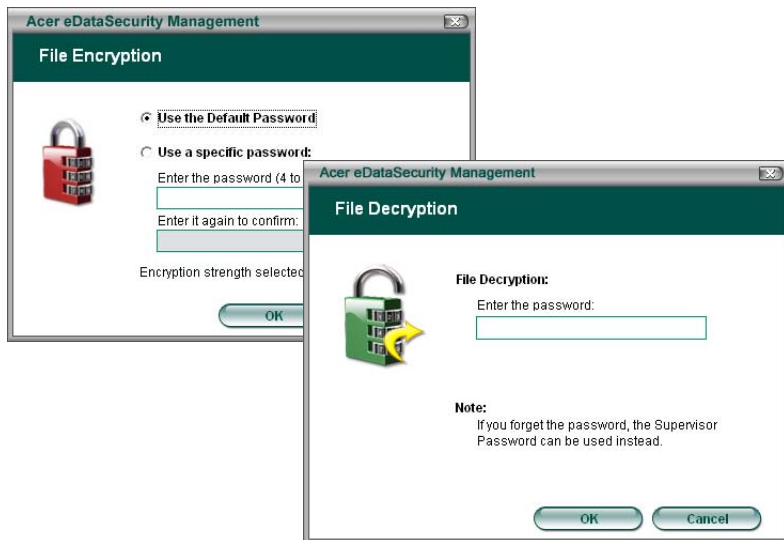 Acer eDataSecurity Management
File Encryption
Use the Default Password
Use a specific password:
Enter the password (4 to
Enter it again to confirm:
Encryption strength selected
OK
Acer eDataSecurity Management
File Decryption
File Decryption:
Enter the password:
Note:
If you forget the password, the Supervisor
Password can be used instead.
OK
Cancel